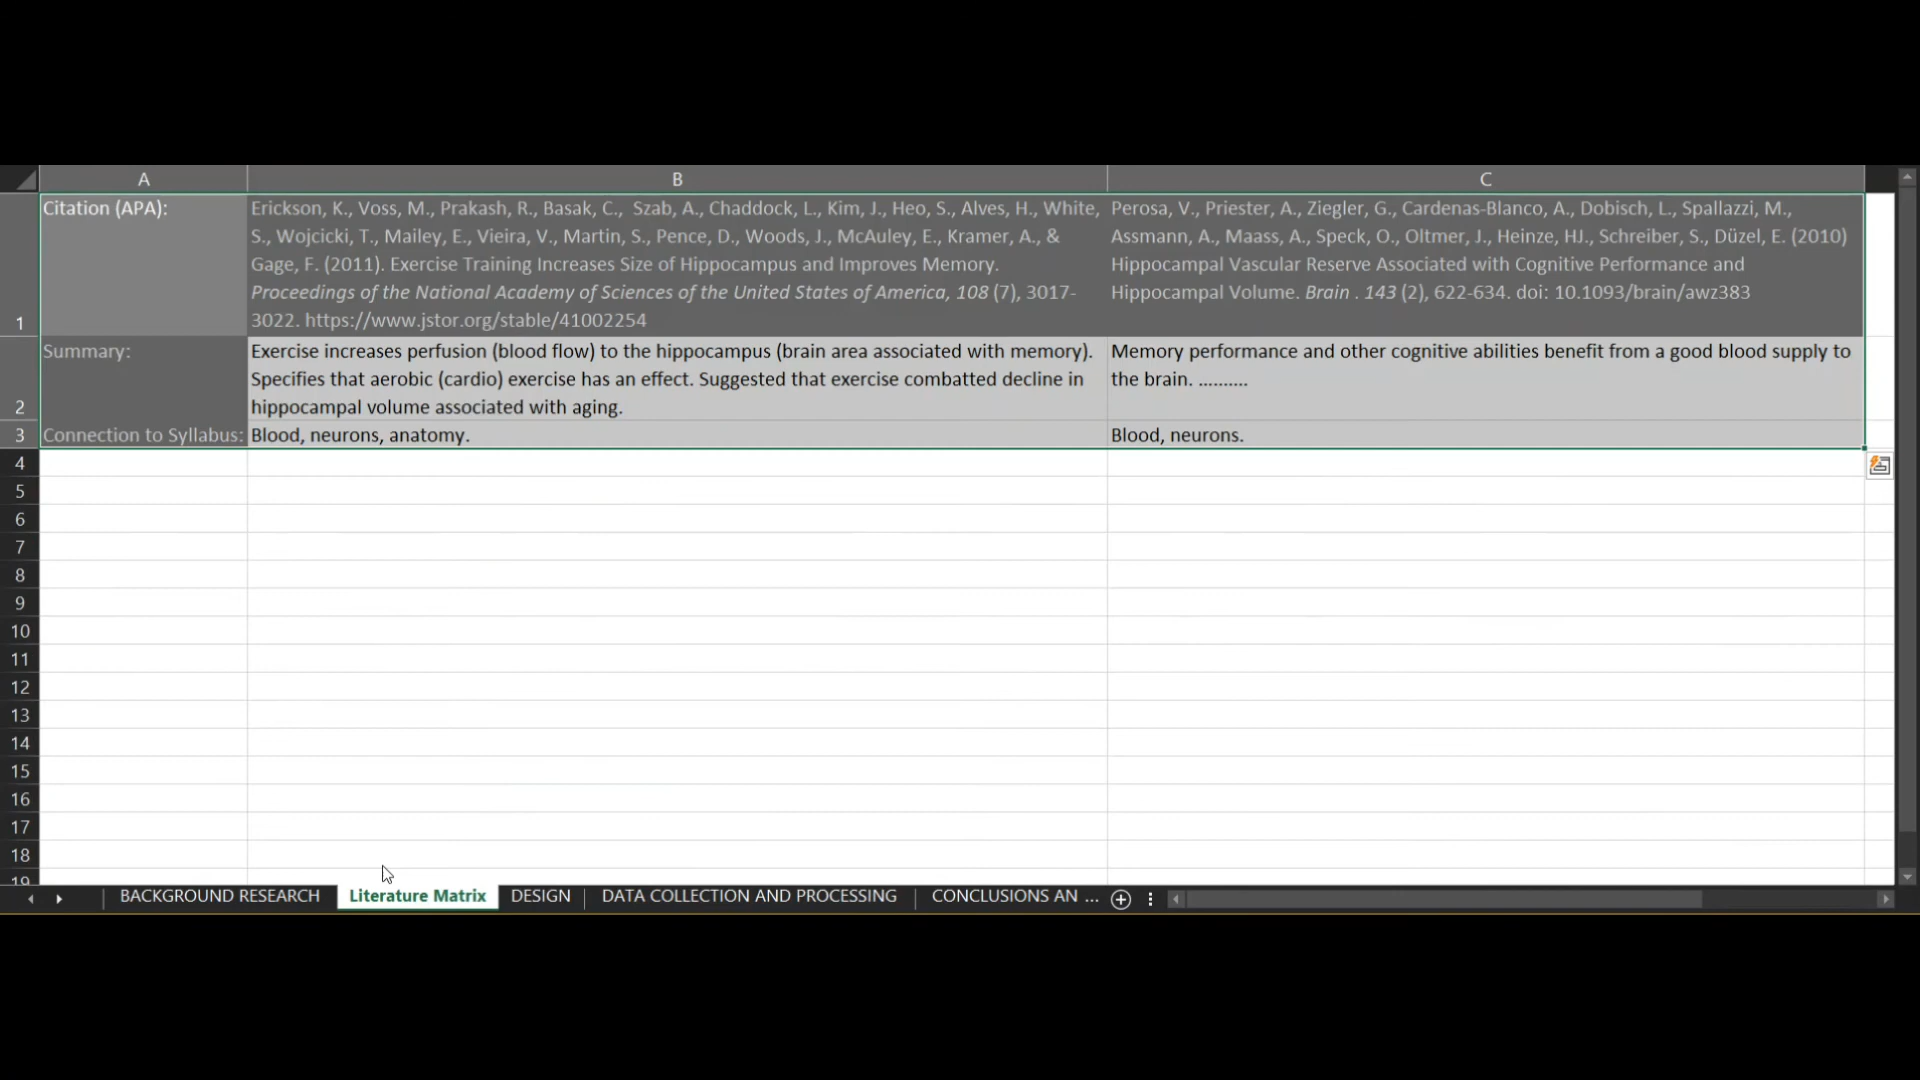 A B C
1 Citation (APA): Erickson, K., Voss, M., Prakash, R., Basak, C., Szab, A., Chaddock, L., Kim, J., Heo, S., Alves, H., White,
S., Wojcicki, T., Mailey, E., Vieira, V., Martin, S., Pence, D., Woods, J., McAuley, E., Kramer, A., &
Gage, F. (2011). Exercise Training Increases Size of Hippocampus and Improves Memory.
Proceedings of the National Academy of Sciences of the United States of America, 108 (7), 3017-
3022. https://www.jstor.org/stable/41002254
Perosa, V., Priester, A., Ziegler, G., Cardenas-Blanco, A., Dobisch, L., Spallazzi, M.,
Assmann, A., Maass, A., Speck, O., Oltmer, J., Heinze, HJ., Schreiber, S., Düzel, E. (2010)
Hippocampal Vascular Reserve Associated with Cognitive Performance and
Hippocampal Volume. Brain . 143 (2), 622-634. doi: 10.1093/brain/awz383
2 Summary: Exercise increases perfusion (blood flow) to the hippocampus (brain area associated with memory).
Specifies that aerobic (cardio) exercise has an effect. Suggested that exercise combatted decline in
hippocampal volume associated with aging.
Memory performance and other cognitive abilities benefit from a good blood supply to
the brain. ..........
3 Connection to Syllabus: Blood, neurons, anatomy. Blood, neurons.
4
5
6
7
8
9
10
11
12
13
14
15
16
17
18
19
BACKGROUND RESEARCH Literature Matrix DESIGN DATA COLLECTION AND PROCESSING CONCLUSIONS AN ...